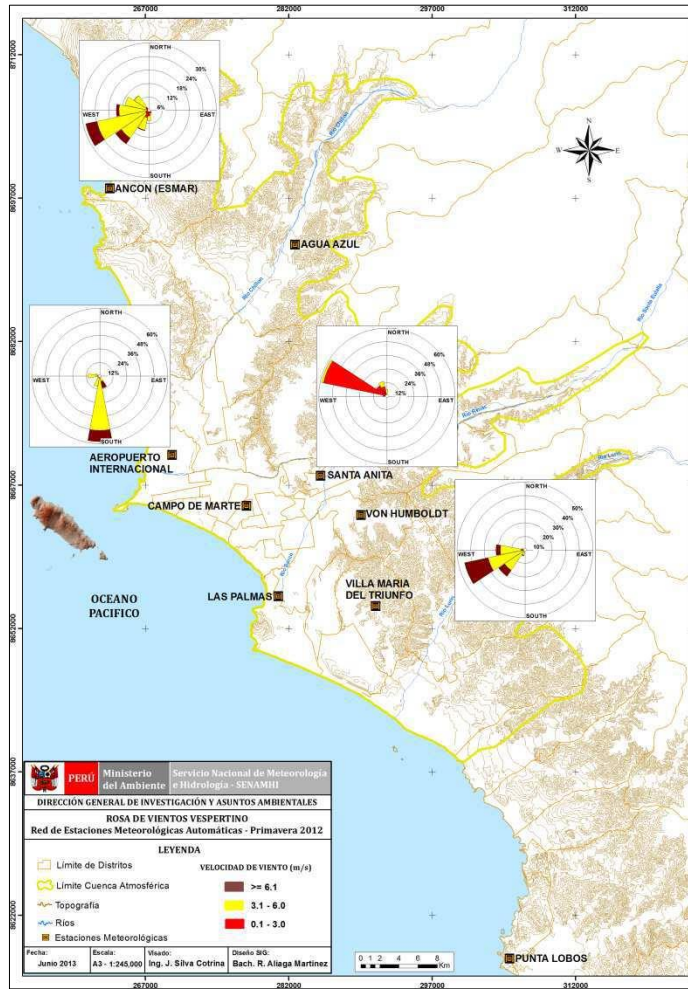 267000 282000 297000 312000
8712000
8697000
8682000
8667000
8652000
8637000
8622000
NORTH
30%
24%
18%
12%
6%
WEST
EAST
SOUTH
ANCON (ESMAR)
AGUA AZUL
Río Chillón
Río Chillón
Río Santa Eulalia
NORTH
60%
48%
36%
24%
12%
WEST
EAST
SOUTH
NORTH
60%
48%
36%
24%
12%
WEST
EAST
SOUTH
Río Rímac
Río Lurín
AEROPUERTO
INTERNACIONAL
SANTA ANITA
CAMPO DE MARTE
VON HUMBOLDT
NORTH
50%
40%
30%
20%
10%
WEST
EAST
SOUTH
OCEANO
PACIFICO
LAS PALMAS
VILLA MARIA
DEL TRIUNFO
Río Lurín
N
W
E
S
PERÚ
Ministerio
del Ambiente
Servicio Nacional de Meteorología
e Hidrología - SENAMHI
DIRECCIÓN GENERAL DE INVESTIGACIÓN Y ASUNTOS AMBIENTALES
ROSA DE VIENTOS VESPERTINO
Red de Estaciones Meteorológicas Automáticas - Primavera 2012
LEYENDA
Límite de Distritos
Límite Cuenca Atmosférica
Topografía
Ríos
Estaciones Meteorológicas
VELOCIDAD DE VIENTO (m/s)
>= 6.1
3.1 - 6.0
0.1 - 3.0
Fecha:
Junio 2013
Escala:
A3 - 1:245,000
Visado:
Ing. J. Silva Cotrina
Diseño SIG:
Bach. R. Aliaga Martínez
0 1 2 4 6 8
Km
PUNTA LOBOS
267000 282000 297000 312000